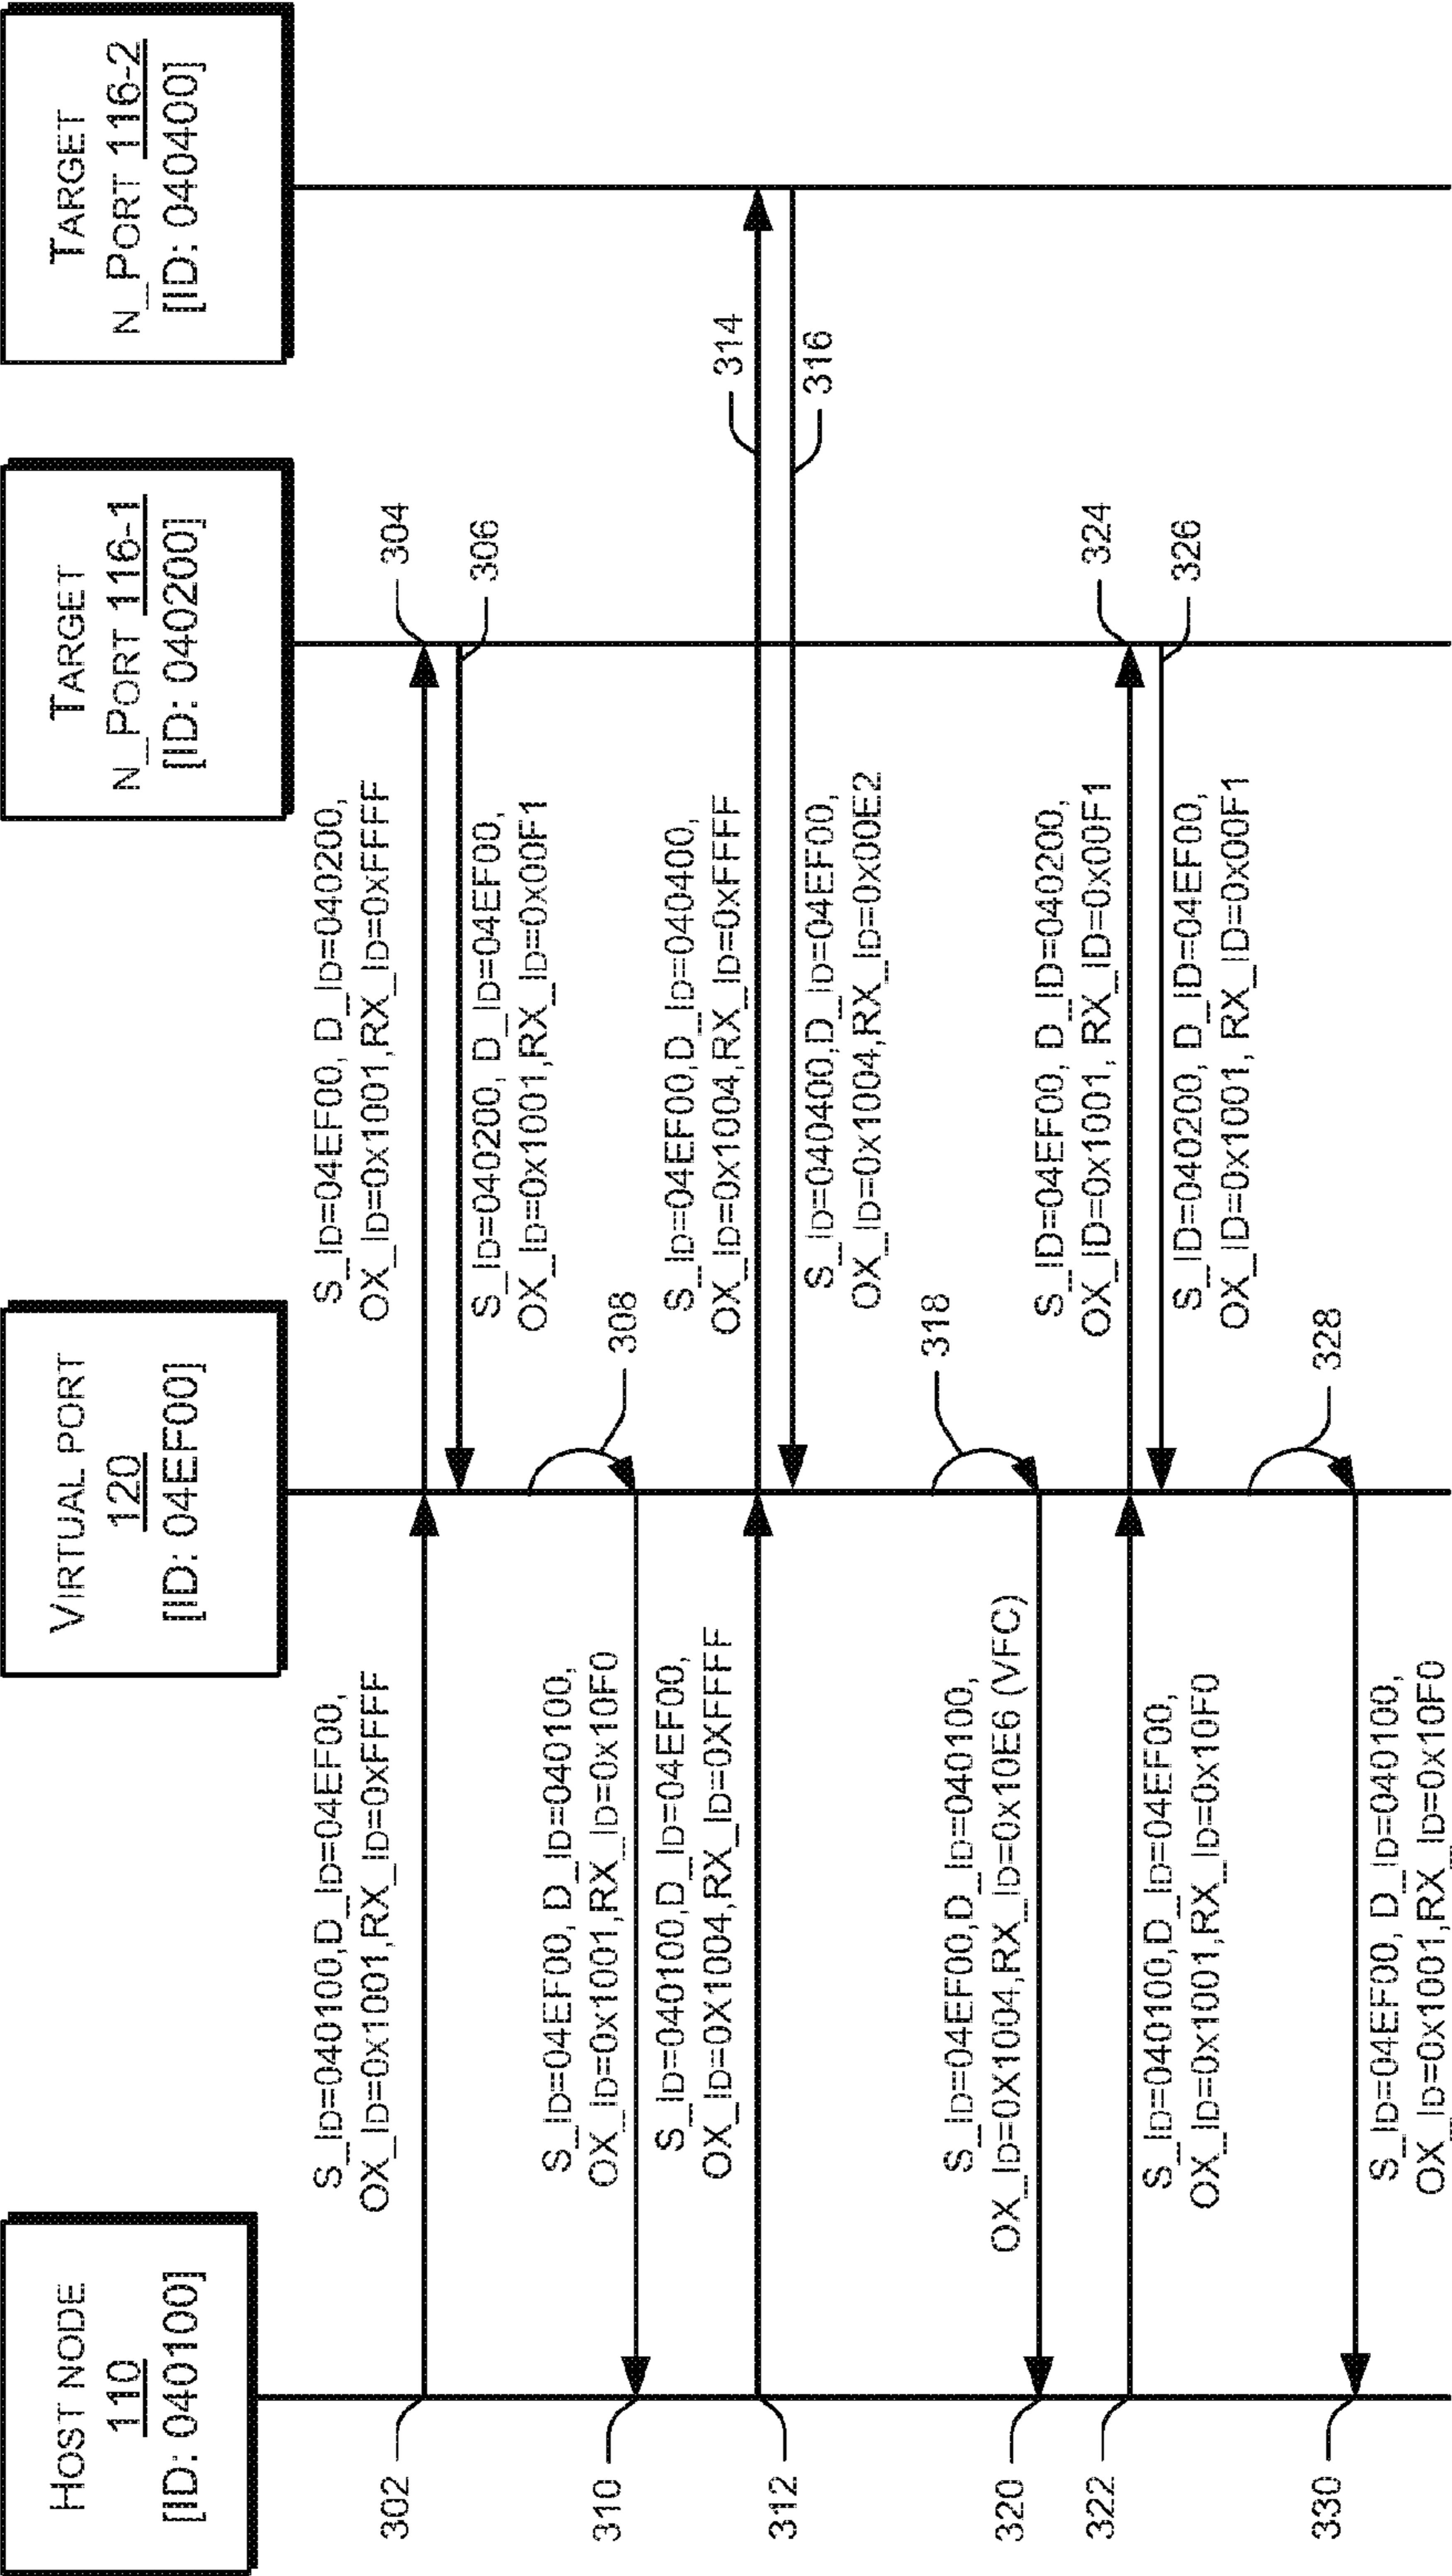 HOST NODE
110
[ID: 040100]
VIRTUAL PORT
120
[ID: 04EF00]
TARGET
N_PORT 116-1
[ID: 040200]
TARGET
N_PORT 116-2
[ID: 040400]
302
S_ID=040100,D_ID=04EF00,
OX_ID=0X1001,RX_ID=0XFFFF
S_ID=04EF00, D_ID=040200,
OX_ID=0X1001,RX_ID=0XFFFF
304
S_ID=040200, D_ID=04EF00,
OX_ID=0X1001,RX_ID=0X00F1
306
308
310
S_ID=04EF00, D_ID=040100,
OX_ID=0X1001,RX_ID=0X10F0
312
S_ID=040100,D_ID=04EF00,
OX_ID=0X1004,RX_ID=0XFFFF
S_ID=04EF00,D_ID=040400,
OX_ID=0X1004,RX_ID=0XFFFF
314
S_ID=040400,D_ID=04EF00,
OX_ID=0X1004,RX_ID=0X00E2
316
318
320
S_ID=04EF00,D_ID=040100,
OX_ID=0X1004,RX_ID=0X10E6 (VFC)
322
S_ID=040100,D_ID=04EF00,
OX_ID=0X1001,RX_ID=0X10F0
S_ID=04EF00, D_ID=040200,
OX_ID=0X1001, RX_ID=0X00F1
324
S_ID=040200, D_ID=04EF00,
OX_ID=0X1001, RX_ID=0X00F1
326
328
330
S_ID=04EF00, D_ID=040100,
OX_ID=0X1001,RX_ID=0X10F0